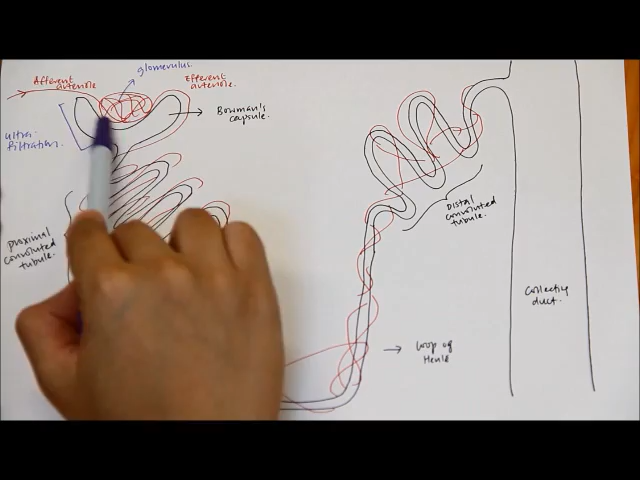 glomerulus.
Afferent
arteriole
Efferent
arteriole.
Bowman's
capsule.
ultra-
filtration.
Proximal
convoluted
tubule.
Distal
convoluted
tubule.
Collecting
duct.
Loop of
Henle